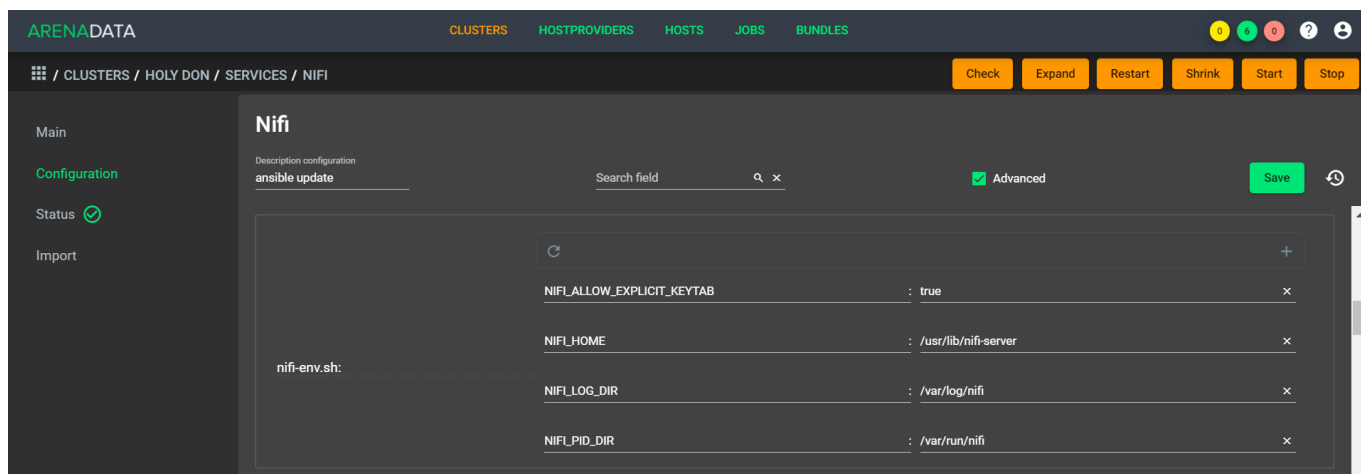 ARENADATA CLUSTERS HOSTPROVIDERS HOSTS JOBS BUNDLES 0 6 0 ?
/ CLUSTERS / HOLY DON / SERVICES / NIFI Check Expand Restart Shrink Start Stop
Main
Configuration
Status
Import
Nifi
Description configuration
ansible update Search field Advanced Save
nifi-env.sh:
NIFI_ALLOW_EXPLICIT_KEYTAB : true
NIFI_HOME : /usr/lib/nifi-server
NIFI_LOG_DIR : /var/log/nifi
NIFI_PID_DIR : /var/run/nifi